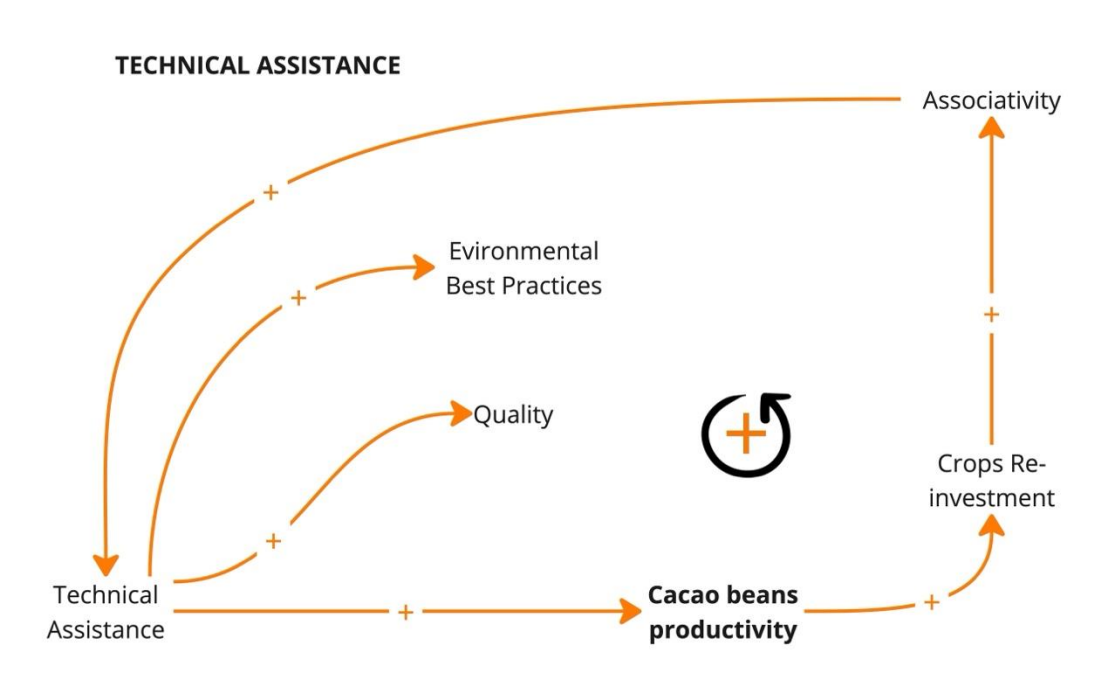 TECHNICAL ASSISTANCE
Associativity
+
Evironmental
Best Practices
+
+
Quality
+
Crops Re-
investment
+
Technical
Assistance
+
Cacao beans
productivity
+